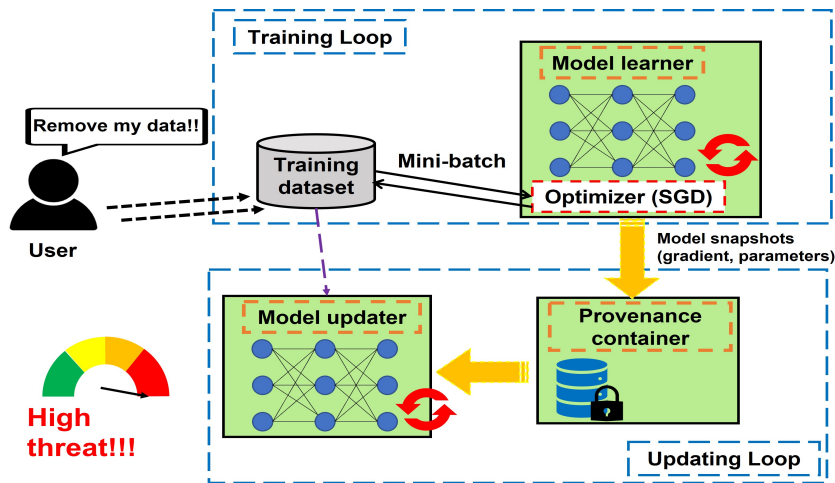 Training Loop
Model learner
Remove my data!!
Training
dataset
Mini-batch
Optimizer (SGD)
User
Model snapshots
(gradient, parameters)
Model updater
Provenance
container
High
threat!!!
Updating Loop